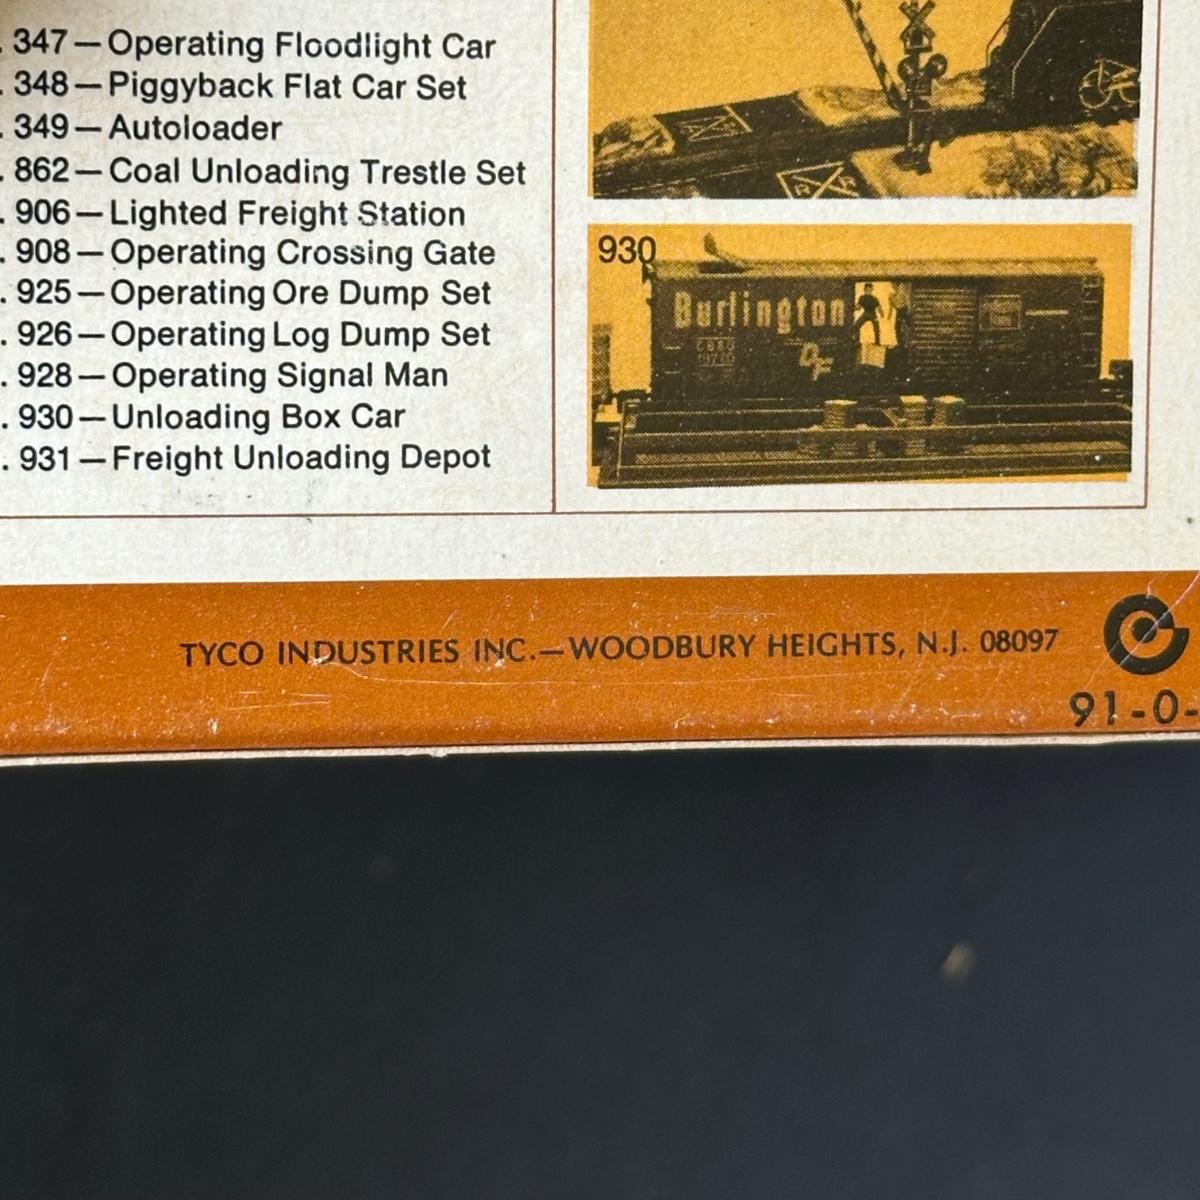 . 347—Operating Floodlight Car
. 348—Piggyback Flat Car Set
. 349—Autoloader
. 862—Coal Unloading Trestle Set
. 906—Lighted Freight Station
. 908—Operating Crossing Gate
. 925—Operating Ore Dump Set
. 926—Operating Log Dump Set
. 928—Operating Signal Man
. 930—Unloading Box Car
. 931—Freight Unloading Depot
R R
930
Burlington
TYCO INDUSTRIES INC.—WOODBURY HEIGHTS, N.J. 08097
91-0-